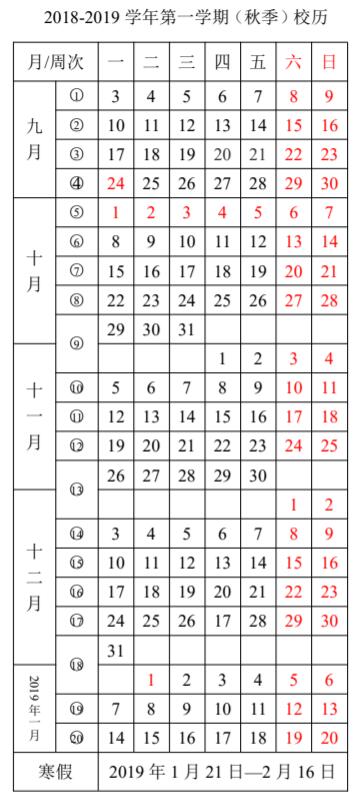 2018-2019 学年第一学期（秋季）校历
月/周次 一 二 三 四 五 六 日
九月
① 3 4 5 6 7 8 9
② 10 11 12 13 14 15 16
③ 17 18 19 20 21 22 23
④ 24 25 26 27 28 29 30
十月
⑤ 1 2 3 4 5 6 7
⑥ 8 9 10 11 12 13 14
⑦ 15 16 17 18 19 20 21
⑧ 22 23 24 25 26 27 28
⑨ 29 30 31
十一月
1 2 3 4
⑩ 5 6 7 8 9 10 11
⑪ 12 13 14 15 16 17 18
⑫ 19 20 21 22 23 24 25
⑬ 26 27 28 29 30
十二月
1 2
⑭ 3 4 5 6 7 8 9
⑮ 10 11 12 13 14 15 16
⑯ 17 18 19 20 21 22 23
⑰ 24 25 26 17 28 29 30
⑱ 31
2019年一月
1 2 3 4 5 6
⑲ 7 8 9 10 11 12 13
⑳ 14 15 16 17 18 19 20
寒假 2019 年 1 月 21 日—2 月 16 日